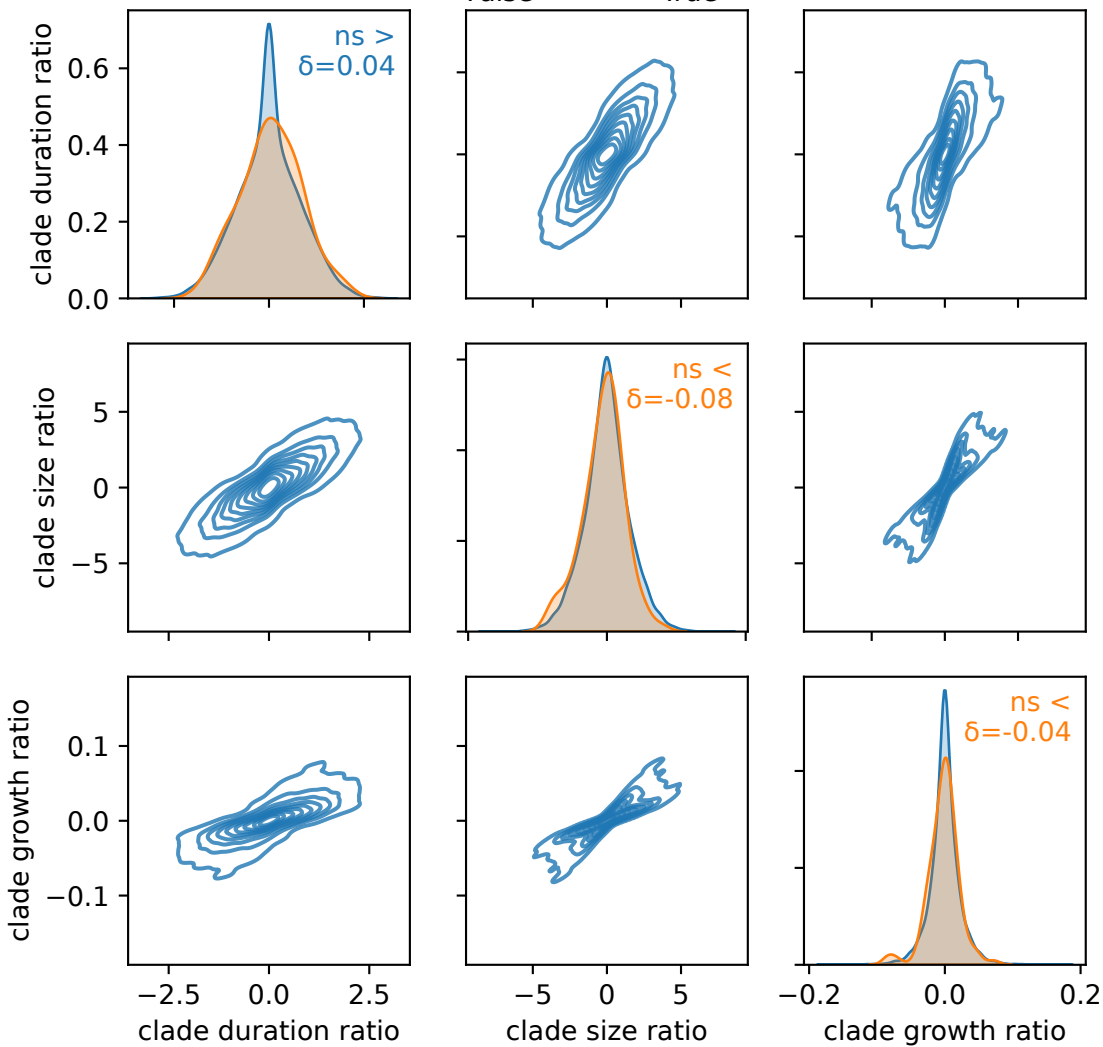 clade duration ratio
0.6
0.4
0.2
0.0
ns >
δ=0.04
clade size ratio
5
0
−5
ns <
δ=-0.08
clade growth ratio
0.1
0.0
−0.1
ns <
δ=-0.04
−2.5 0.0 2.5
−5 0 5
−0.2 0.0 0.2
clade duration ratio
clade size ratio
clade growth ratio